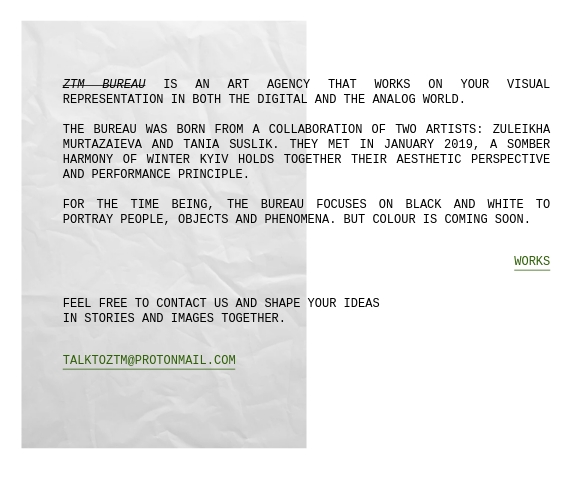 ZTM BUREAU IS AN ART AGENCY THAT WORKS ON YOUR VISUAL
REPRESENTATION IN BOTH THE DIGITAL AND THE ANALOG WORLD.
THE BUREAU WAS BORN FROM A COLLABORATION OF TWO ARTISTS: ZULEIKHA
MURTAZAIEVA AND TANIA SUSLIK. THEY MET IN JANUARY 2019, A SOMBER
HARMONY OF WINTER KYIV HOLDS TOGETHER THEIR AESTHETIC PERSPECTIVE
AND PERFORMANCE PRINCIPLE.
FOR THE TIME BEING, THE BUREAU FOCUSES ON BLACK AND WHITE TO
PORTRAY PEOPLE, OBJECTS AND PHENOMENA. BUT COLOUR IS COMING SOON.
WORKS
FEEL FREE TO CONTACT US AND SHAPE YOUR IDEAS
IN STORIES AND IMAGES TOGETHER.
TALKTOZTM@PROTONMAIL.COM